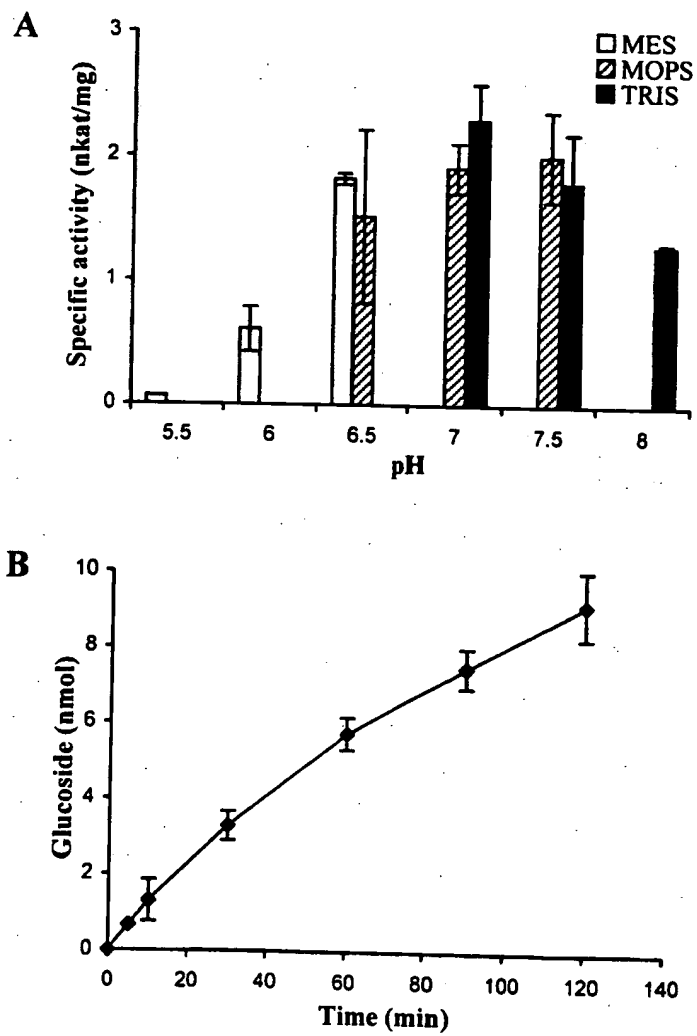 A
3
2
1
0
Specific activity (nkat/mg)
MES
MOPS
TRIS
5.5 6 6.5 7 7.5 8
pH
B
10
8
6
4
2
0
Glucoside (nmol)
0 20 40 60 80 100 120 140
Time (min)